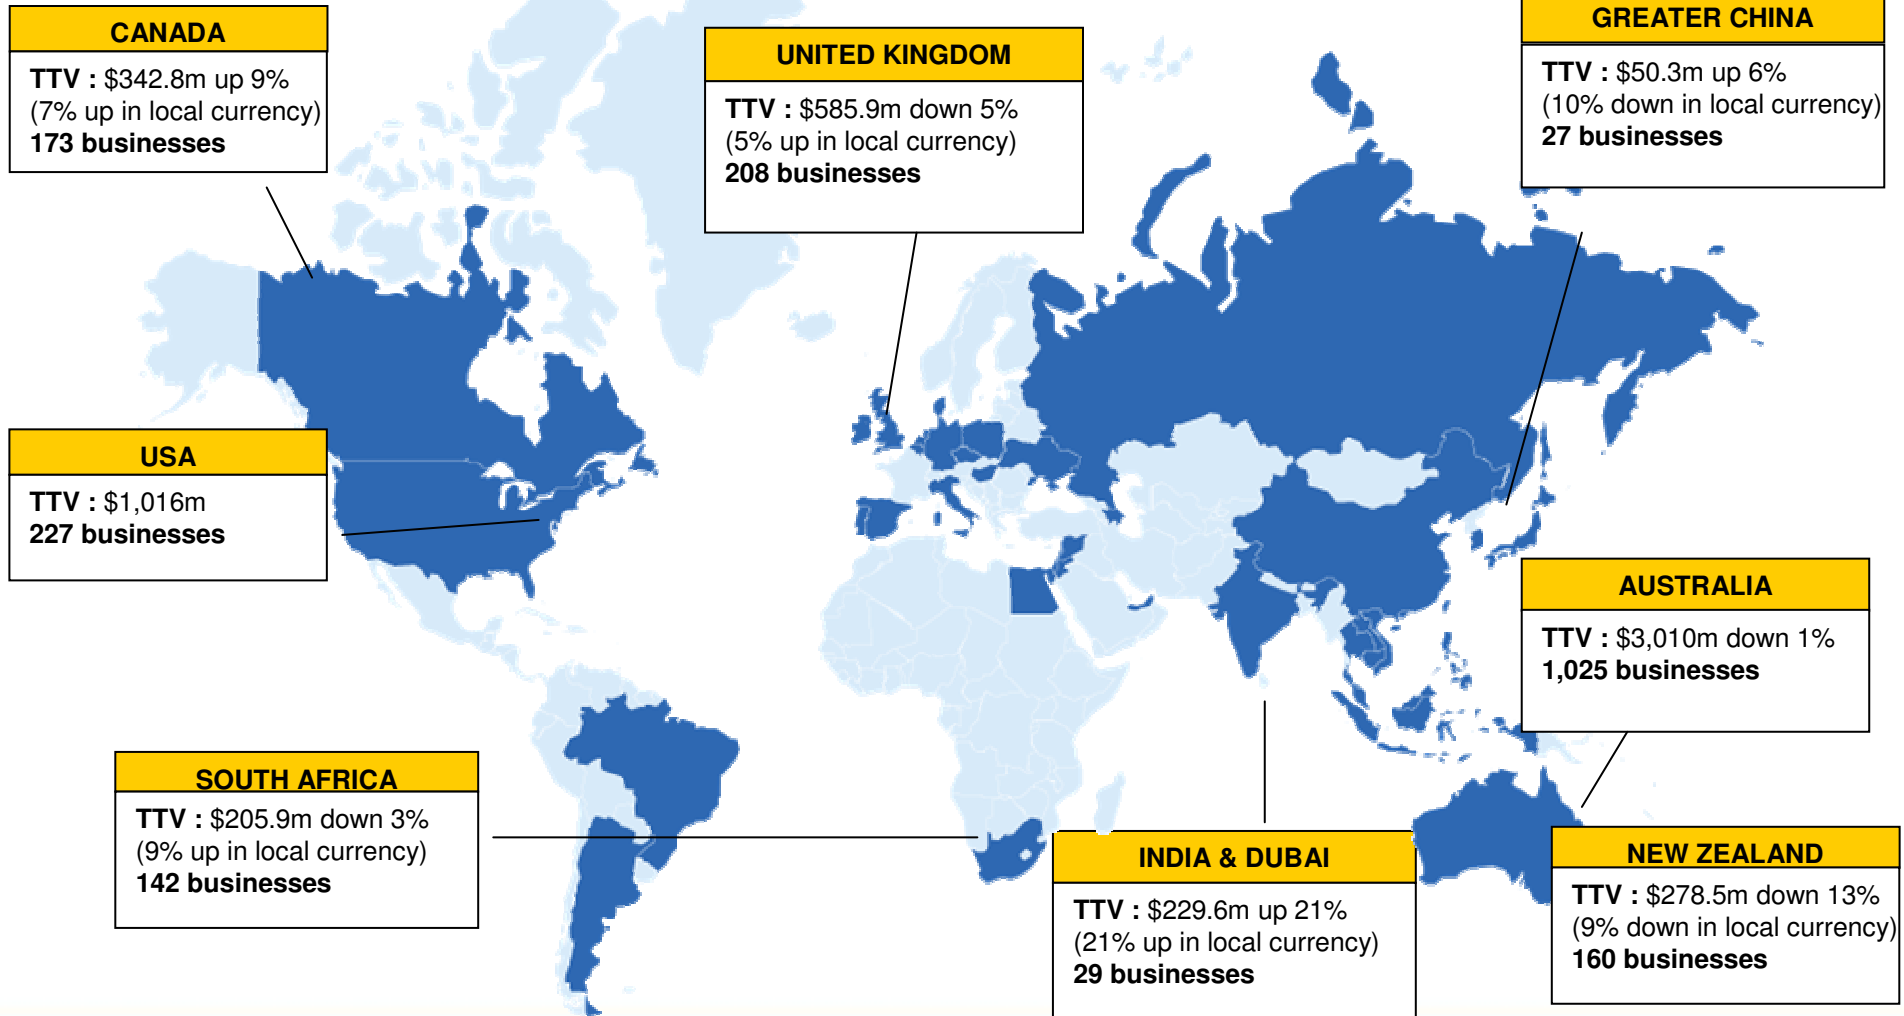 CANADA
TTV : $342.8m up 9%
(7% up in local currency)
173 businesses
UNITED KINGDOM
TTV : $585.9m down 5%
(5% up in local currency)
208 businesses
GREATER CHINA
TTV : $50.3m up 6%
(10% down in local currency)
27 businesses
USA
TTV : $1,016m
227 businesses
AUSTRALIA
TTV : $3,010m down 1%
1,025 businesses
SOUTH AFRICA
TTV : $205.9m down 3%
(9% up in local currency)
142 businesses
INDIA & DUBAI
TTV : $229.6m up 21%
(21% up in local currency)
29 businesses
NEW ZEALAND
TTV : $278.5m down 13%
(9% down in local currency)
160 businesses